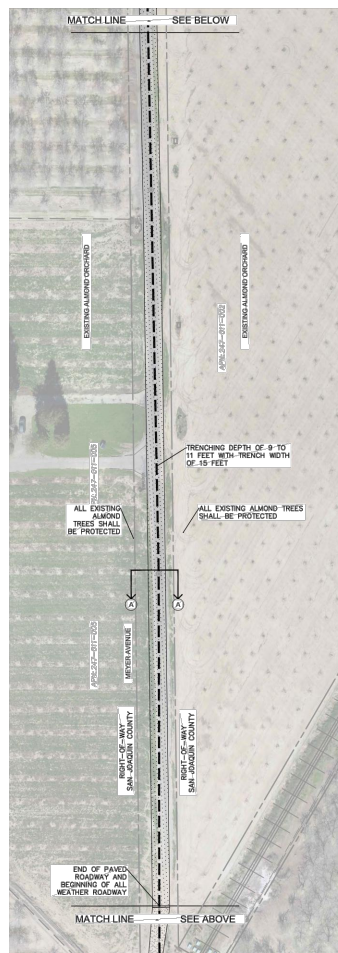 MATCH LINE SEE BELOW
EXISTING ALMOND ORCHARD
EXISTING ALMOND ORCHARD
APN: 247-011-002
TRENCHING DEPTH OF 9 TO
11 FEET WITH TRENCH WIDTH
OF 15 FEET
APN: 247-011-005
ALL EXISTING
ALMOND
TREES SHALL
BE PROTECTED
ALL EXISTING ALMOND TREES
SHALL BE PROTECTED
A
A
APN: 247-011-005
MEYER AVENUE
RIGHT-OF-WAY
SAN JOAQUIN COUNTY
RIGHT-OF-WAY
SAN JOAQUIN COUNTY
END OF PAVED
ROADWAY AND
BEGINNING OF ALL
WEATHER ROADWAY
MATCH LINE SEE ABOVE